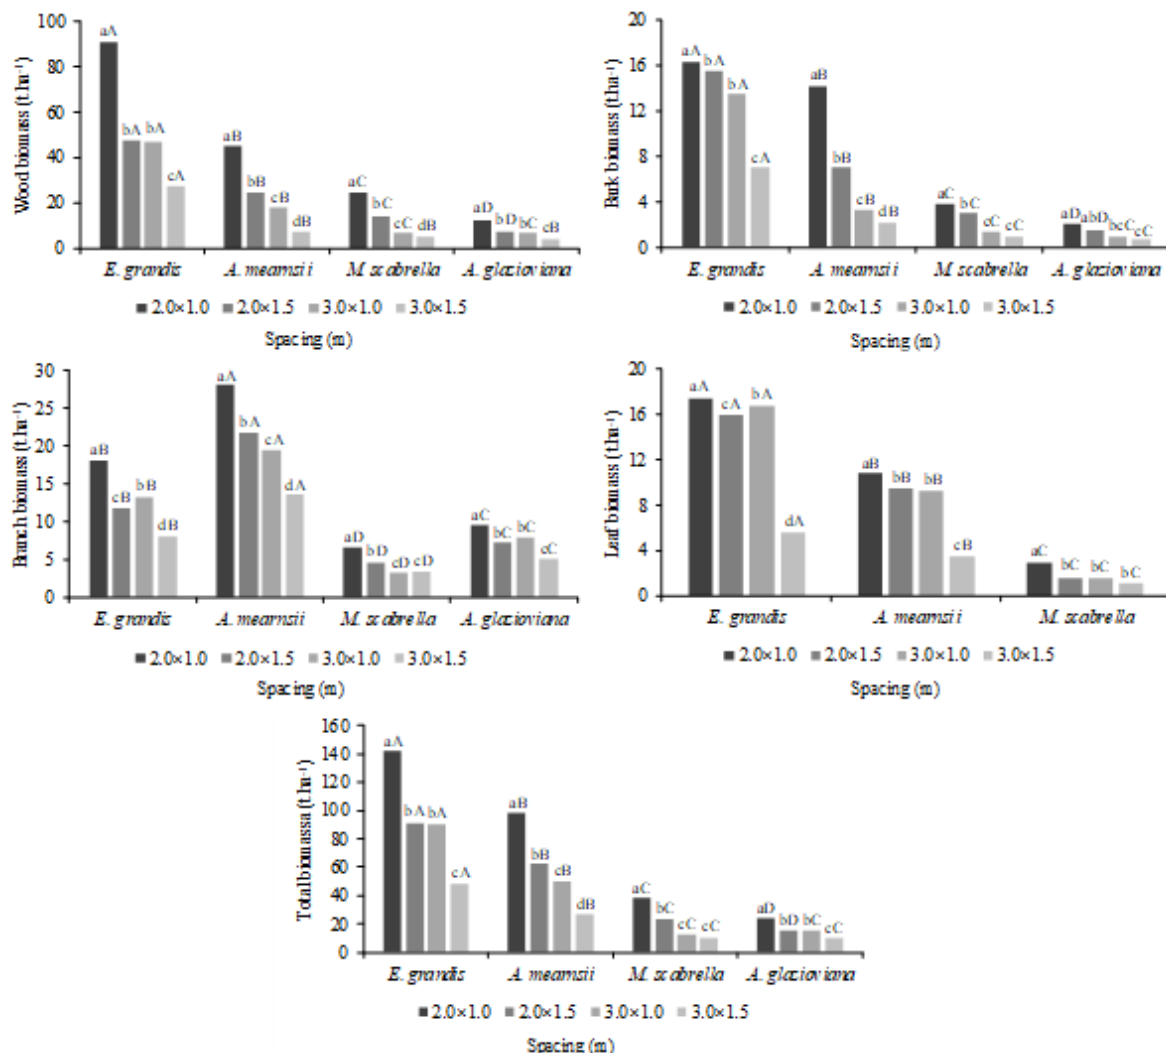 Wood biomass (t.ha⁻¹)
100
80
60
40
20
0
aA bA bA cA
aB bB cB dB
aC bC cC dB
aD bD bC cB
E. grandis A. mearnsii M. scabrella A. glazioviana
2.0×1.0 2.0×1.5 3.0×1.0 3.0×1.5
Spacing (m)
Bark biomass (t.ha⁻¹)
20
16
12
8
4
0
aA bA bA cA
aB bB cB dB
aC bC cC cC
aD abD bcC cC
E. grandis A. mearnsii M. scabrella A. glazioviana
2.0×1.0 2.0×1.5 3.0×1.0 3.0×1.5
Spacing (m)
Branch biomass (t.ha⁻¹)
30
25
20
15
10
5
0
aB cB bB dB
aA bA cA dA
aD bD cD cD
aC bC bC cC
E. grandis A. mearnsii M. scabrella A. glazioviana
2.0×1.0 2.0×1.5 3.0×1.0 3.0×1.5
Spacing (m)
Leaf biomass (t.ha⁻¹)
20
16
12
8
4
0
aA cA bA dA
aB bB bB cB
aC bC bC bC
E. grandis A. mearnsii M. scabrella
2.0×1.0 2.0×1.5 3.0×1.0 3.0×1.5
Spacing (m)
Total biomassa (t.ha⁻¹)
160
140
120
100
80
60
40
20
0
aA bA bA cA
aB bB cB dB
aC bC cC cC
aD bD bC cC
E. grandis A. mearnsii M. scabrella A. glazioviana
2.0×1.0 2.0×1.5 3.0×1.0 3.0×1.5
Spacing (m)